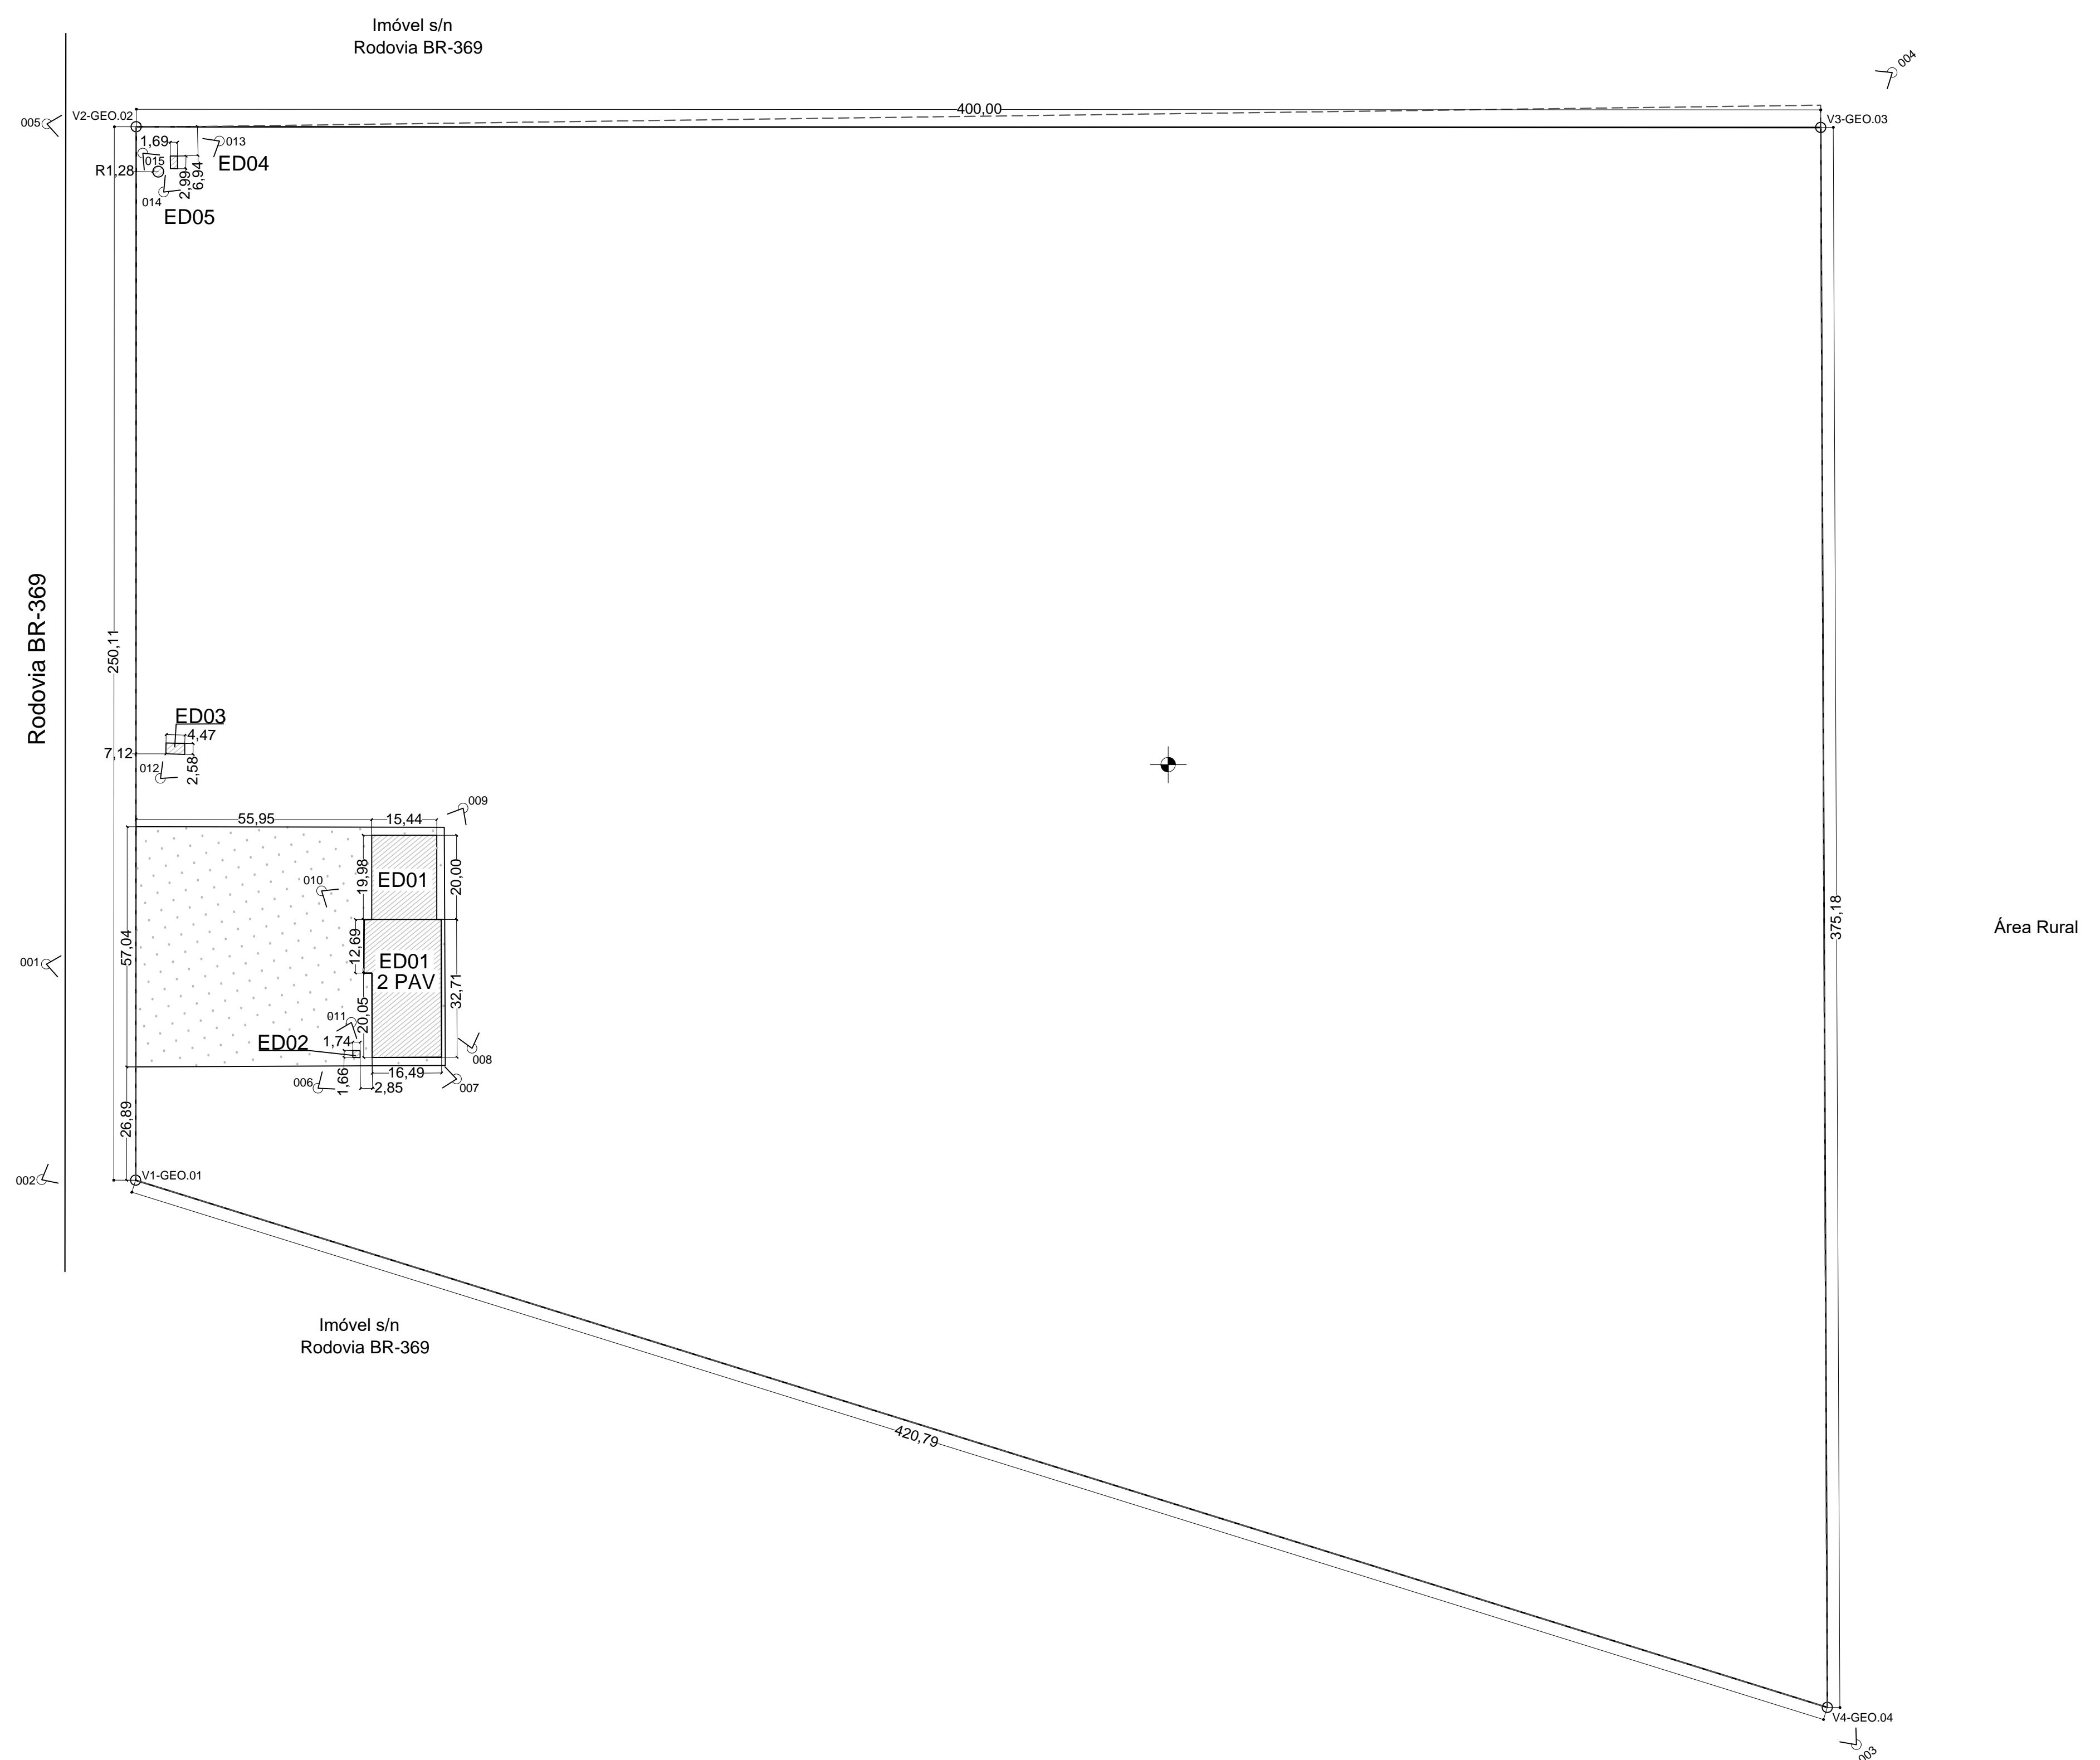 Imóvel s/n
Rodovia BR-369
004
400,00
V2-GEO.02
005
V3-GEO.03
1,69
013
015
ED04
R1,28
2,99
6,94
014
ED05
Rodovia BR-369
250,11
ED03
4,47
7,12
012
2,58
009
55,95
15,44
19,98
20,00
010
ED01
375,18
Área Rural
57,04
12,69
001
ED01
2 PAV
32,71
20,05
011
1,74
ED02
008
1,66
16,49
006
2,85
007
26,89
002
V1-GEO.01
Imóvel s/n
Rodovia BR-369
420,79
V4-GEO.04
003